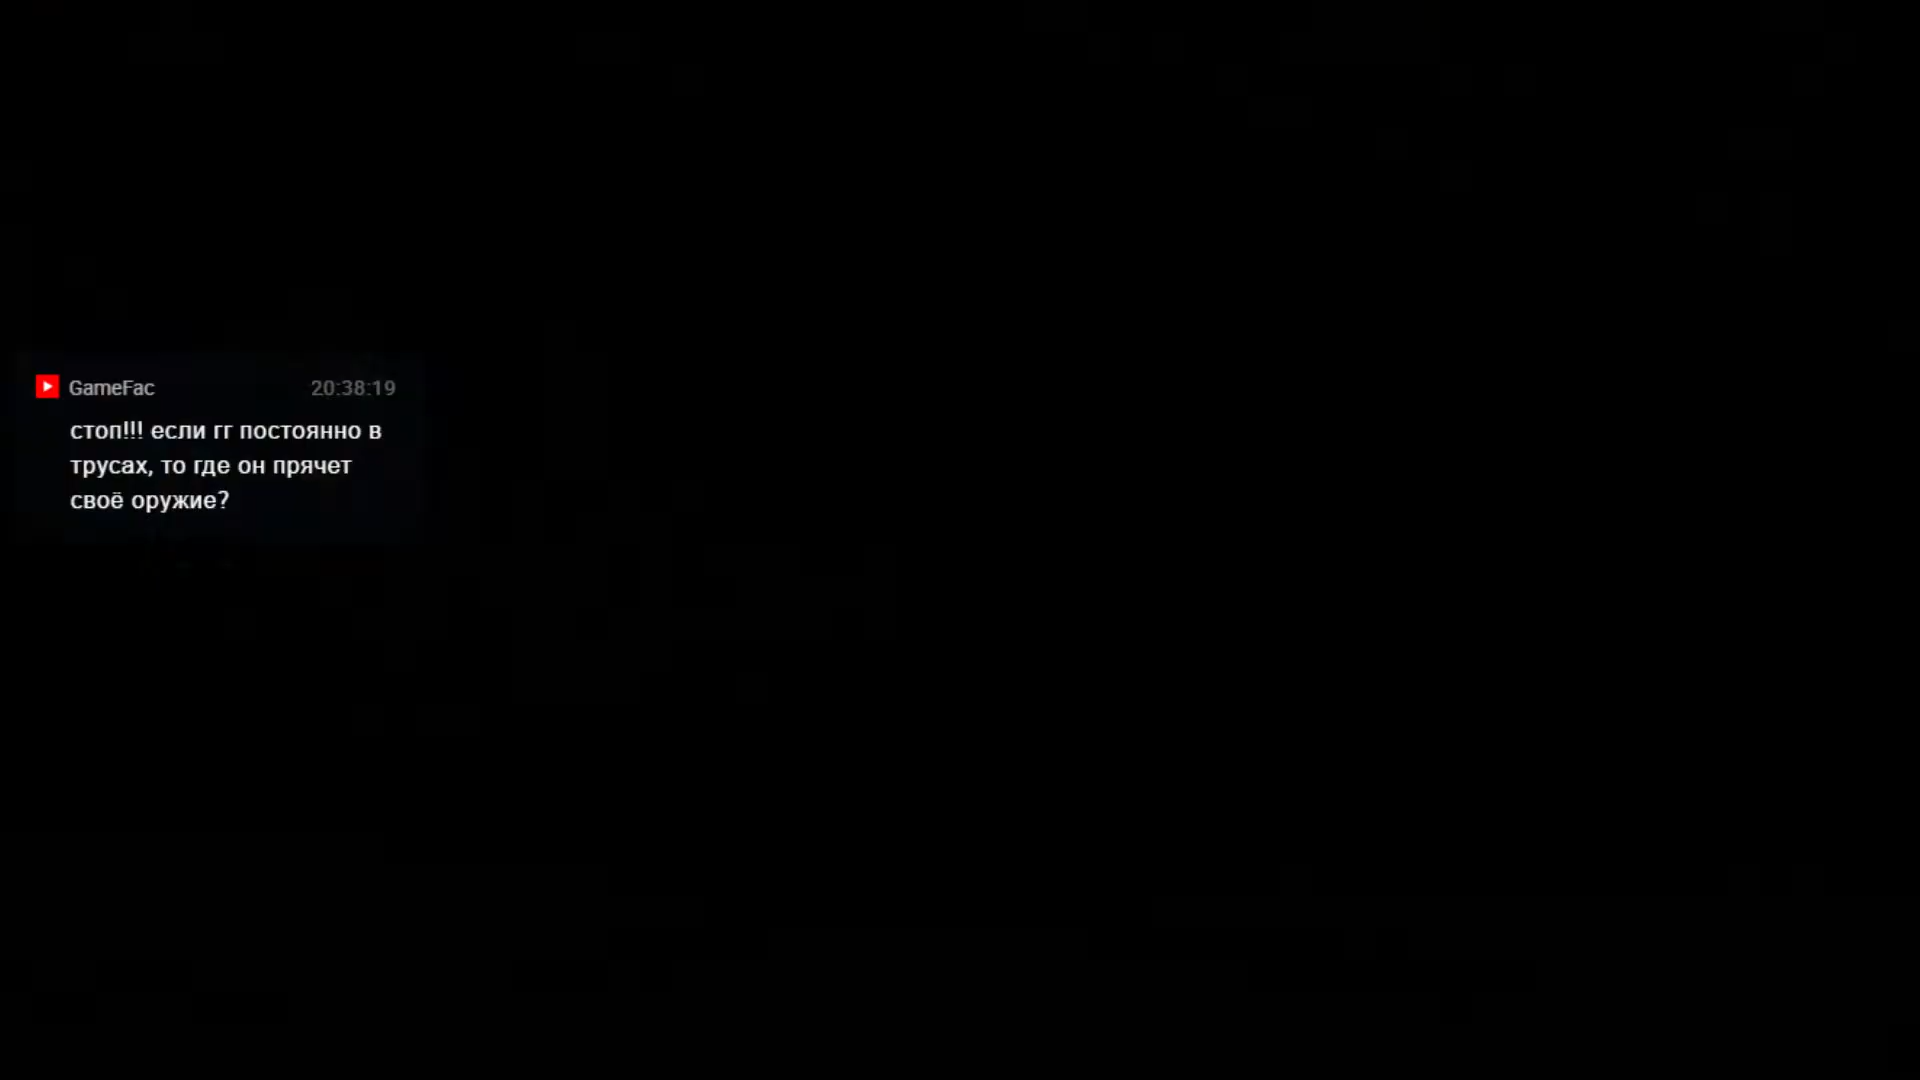 GameFac 20:38:19
стоп!!! если гг постоянно в
трусах, то где он прячет
своё оружие?